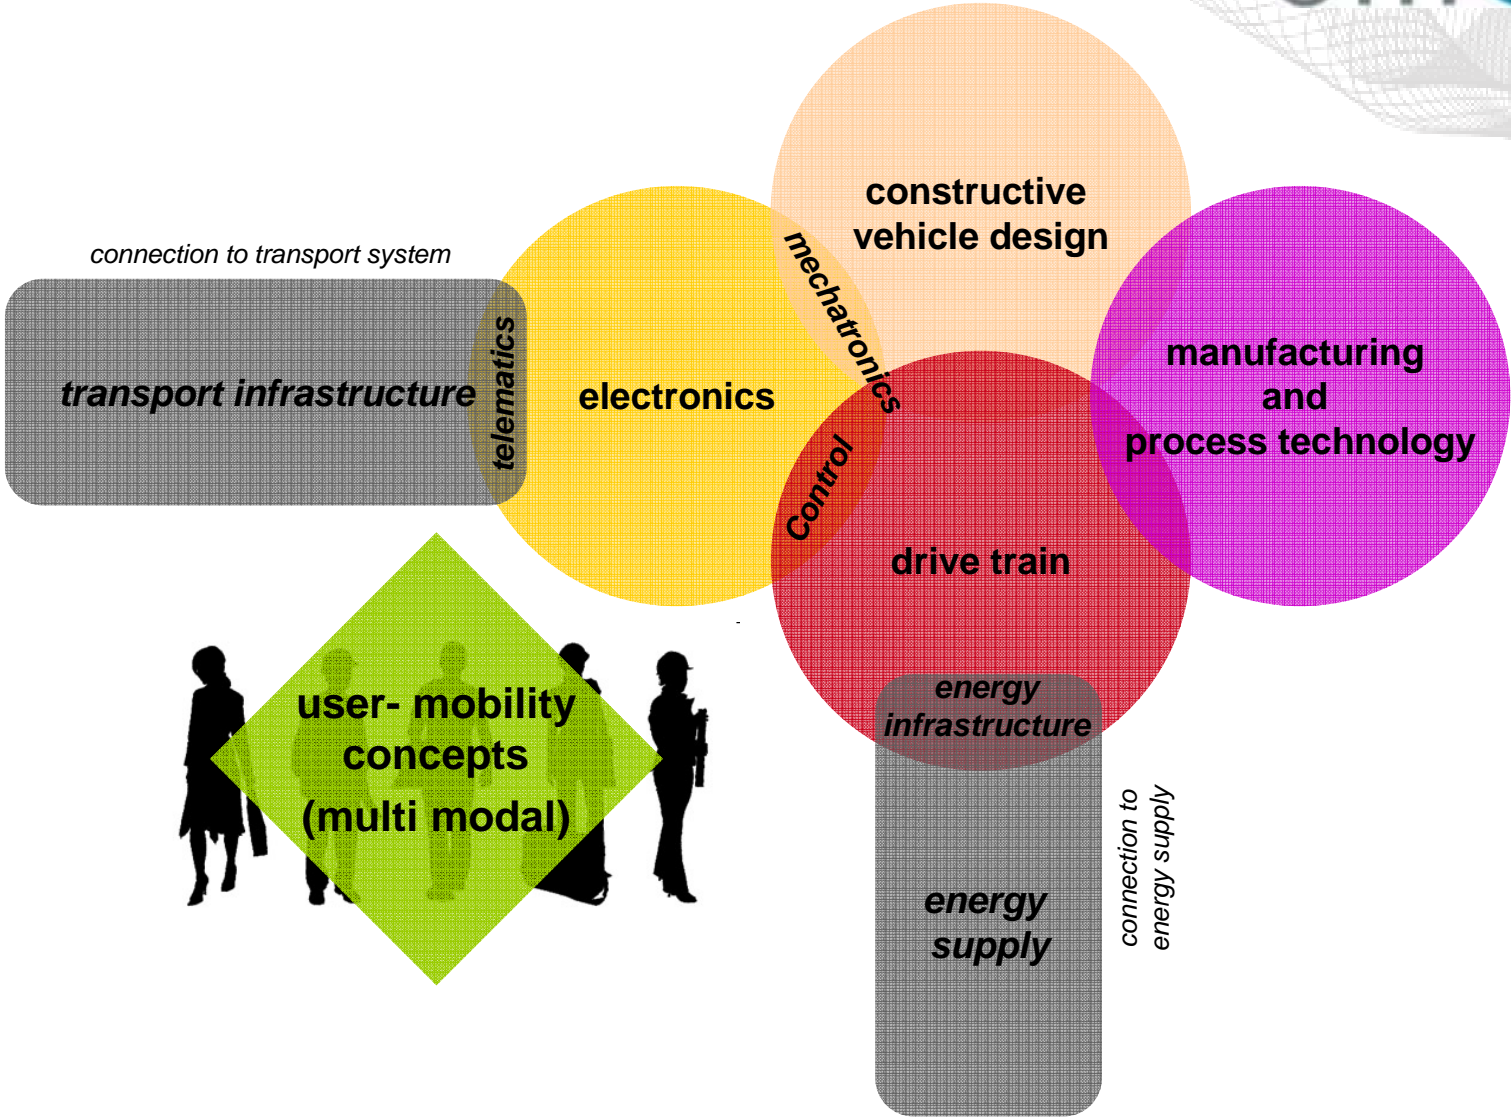 constructive
vehicle design
connection to transport system
mechatronics
transport infrastructure
telematics
electronics
manufacturing
and
process technology
Control
drive train
-
user- mobility
concepts
(multi modal)
energy
infrastructure
connection to
energy supply
energy
supply